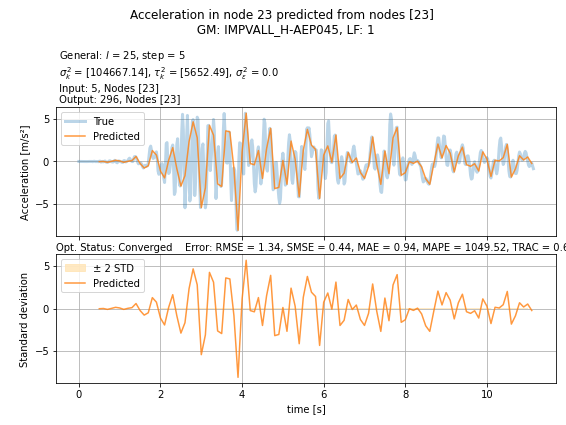 Acceleration in node 23 predicted from nodes [23]
GM: IMPVALL_H-AEP045, LF: 1
General: l = 25, step = 5
σ_k^2 = [104667.14], τ_k^2 = [5652.49], σ_ε^2 = 0.0
Input: 5, Nodes [23]
Output: 296, Nodes [23]
True
Predicted
5
0
−5
Acceleration [m/s²]
Opt. Status: Converged Error: RMSE = 1.34, SMSE = 0.44, MAE = 0.94, MAPE = 1049.52, TRAC = 0.6
± 2 STD
Predicted
5
0
−5
Standard deviation
0 2 4 6 8 10
time [s]